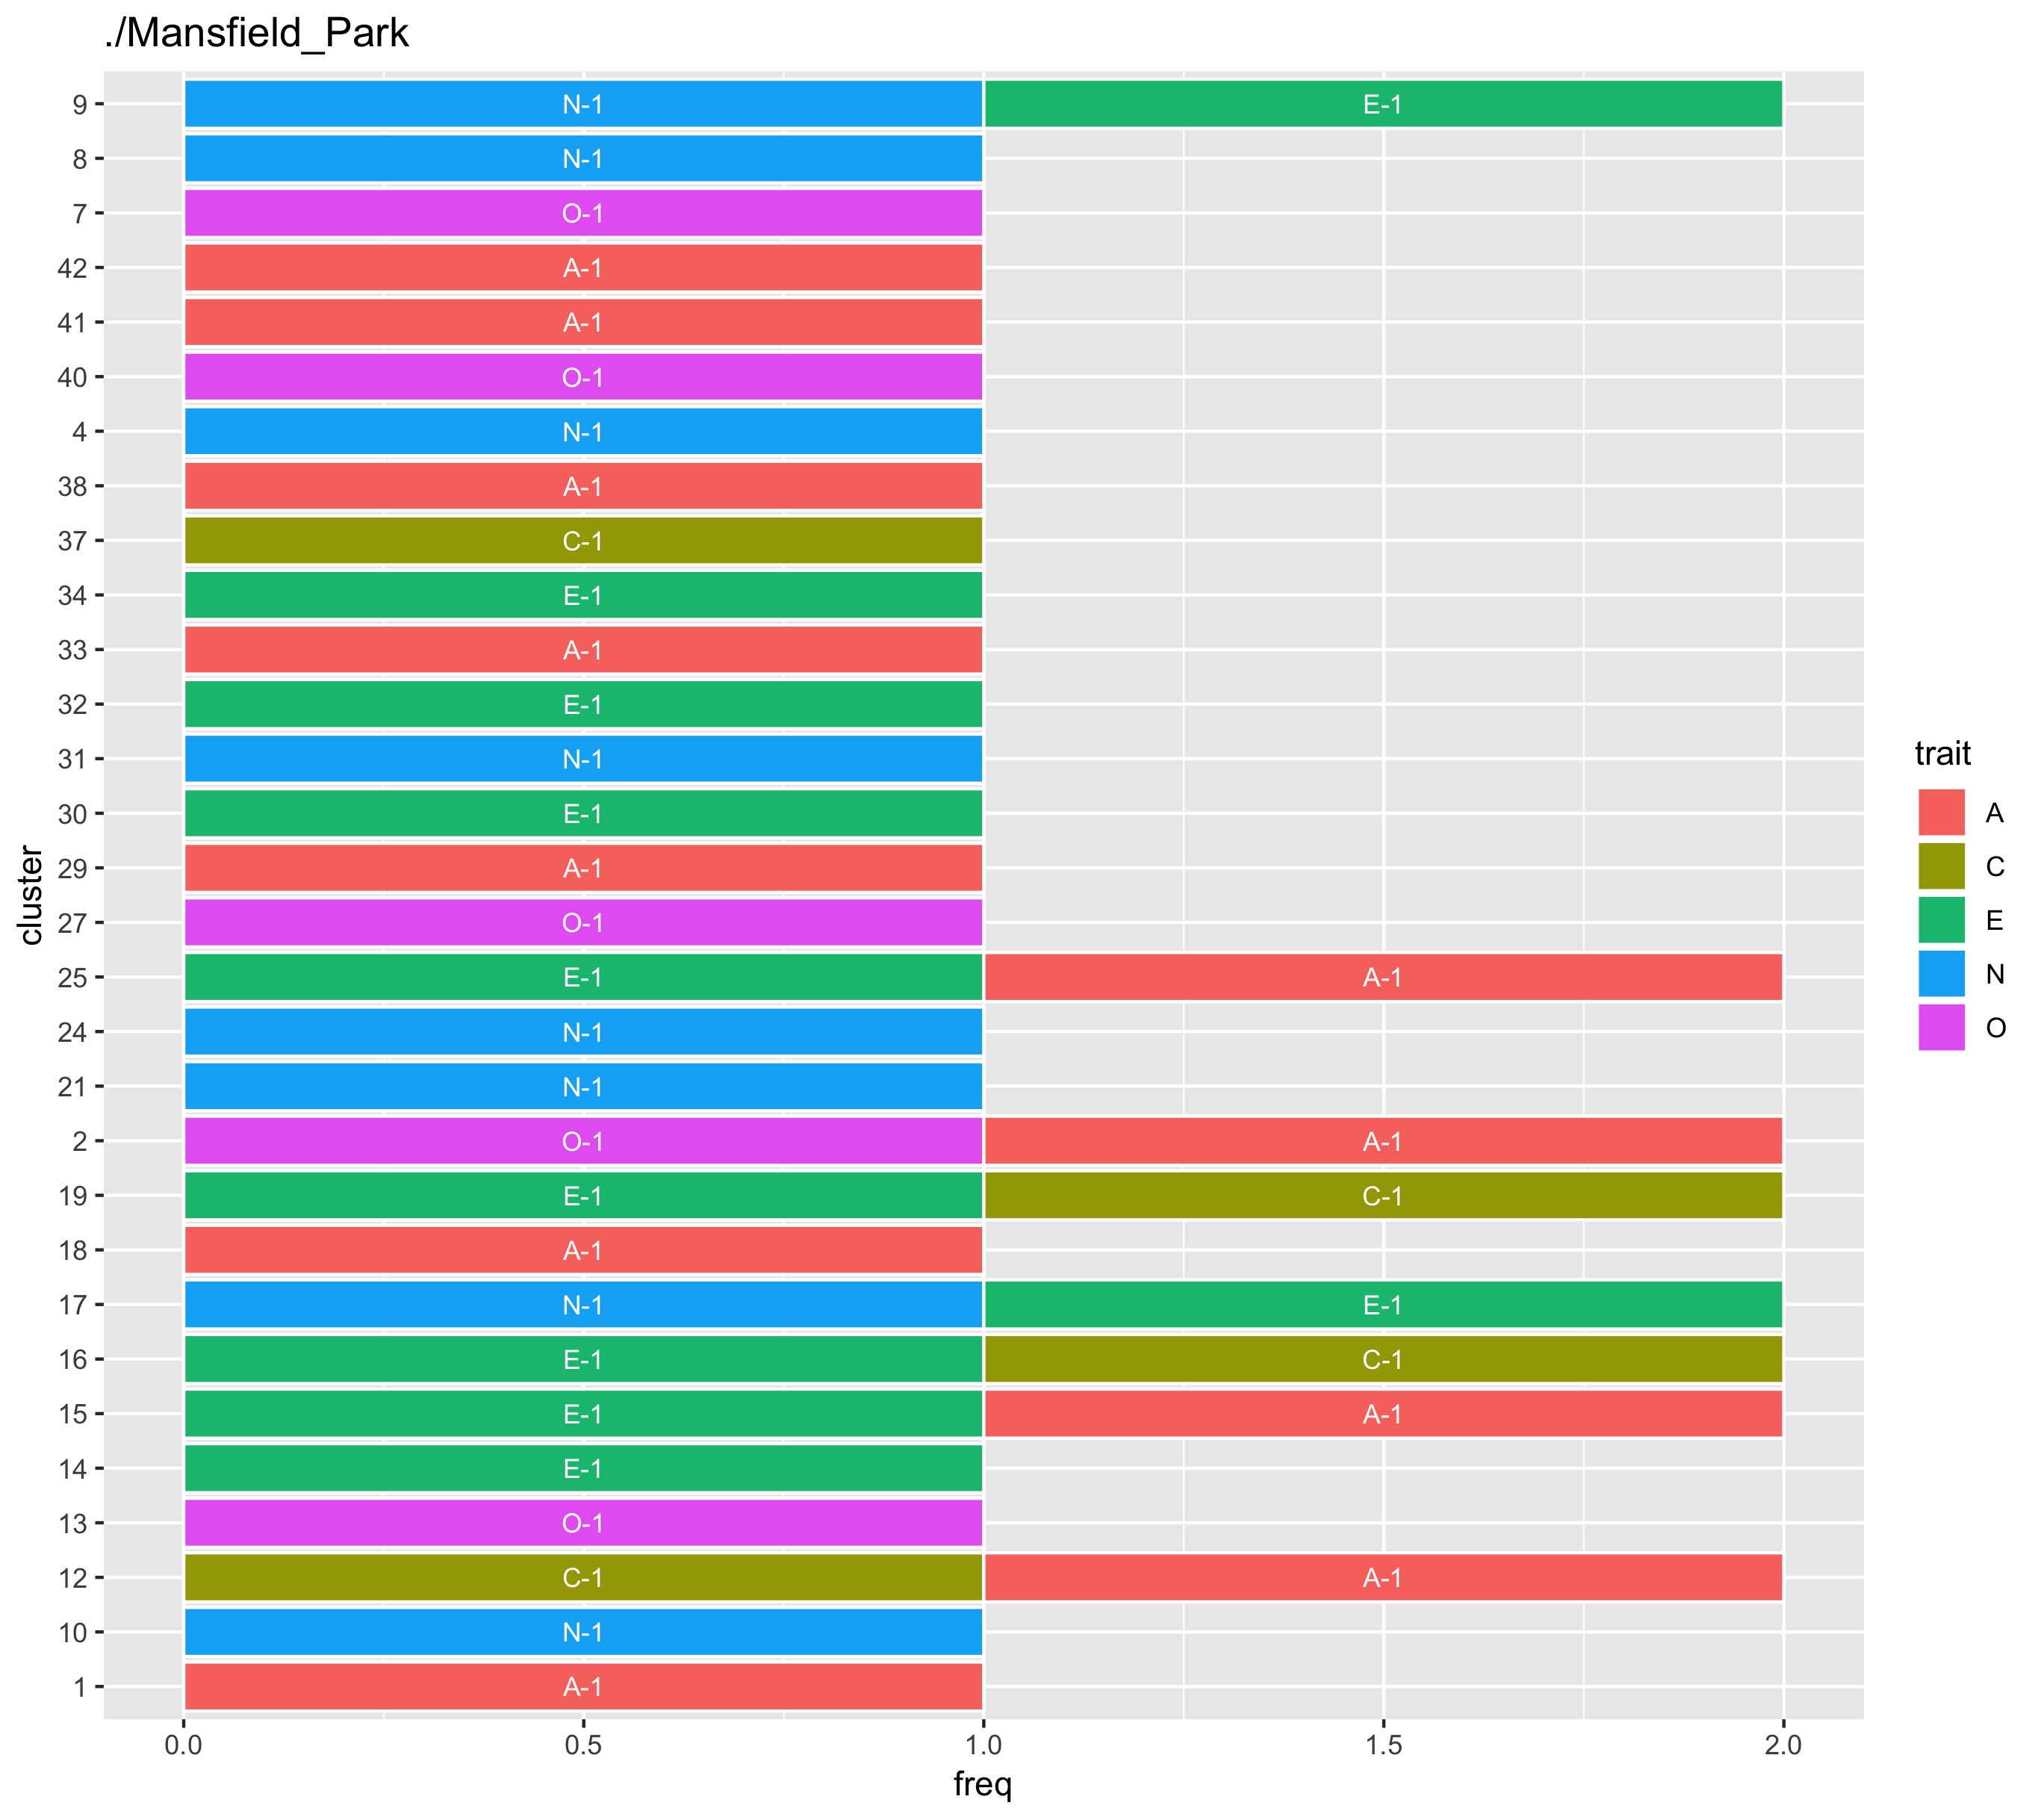 ./Mansfield_Park
9 N-1 E-1
8 N-1
7 O-1
42 A-1
41 A-1
40 O-1
4 N-1
38 A-1
37 C-1
34 E-1
33 A-1
32 E-1
31 N-1
30 E-1
29 A-1
27 O-1
25 E-1 A-1
24 N-1
21 N-1
2 O-1 A-1
19 E-1 C-1
18 A-1
17 N-1 E-1
16 E-1 C-1
15 E-1 A-1
14 E-1
13 O-1
12 C-1 A-1
10 N-1
1 A-1
0.0 0.5 1.0 1.5 2.0
freq
cluster
trait
A
C
E
N
O